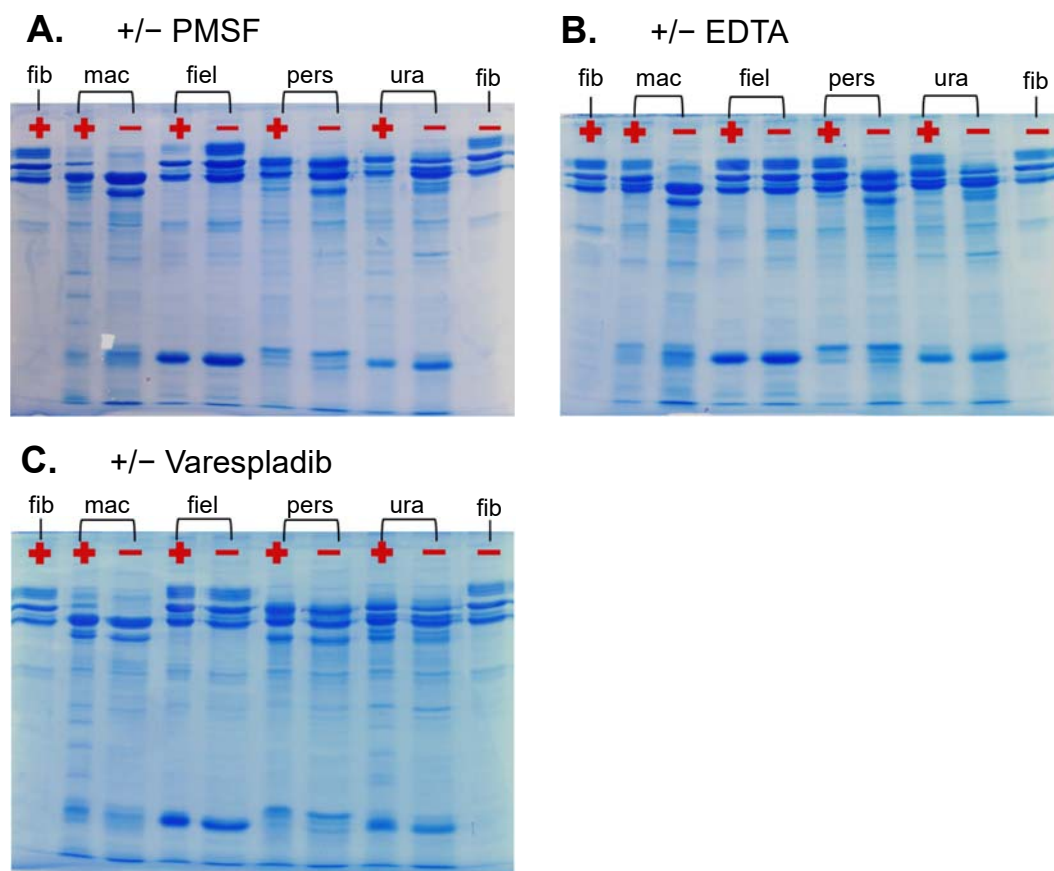 A. +/− PMSF
fib mac fiel pers ura fib
+ + − + − + − + − −
B. +/− EDTA
fib mac fiel pers ura fib
+ + − + − + − + − −
C. +/− Varespladib
fib mac fiel pers ura fib
+ + − + − + − + − −